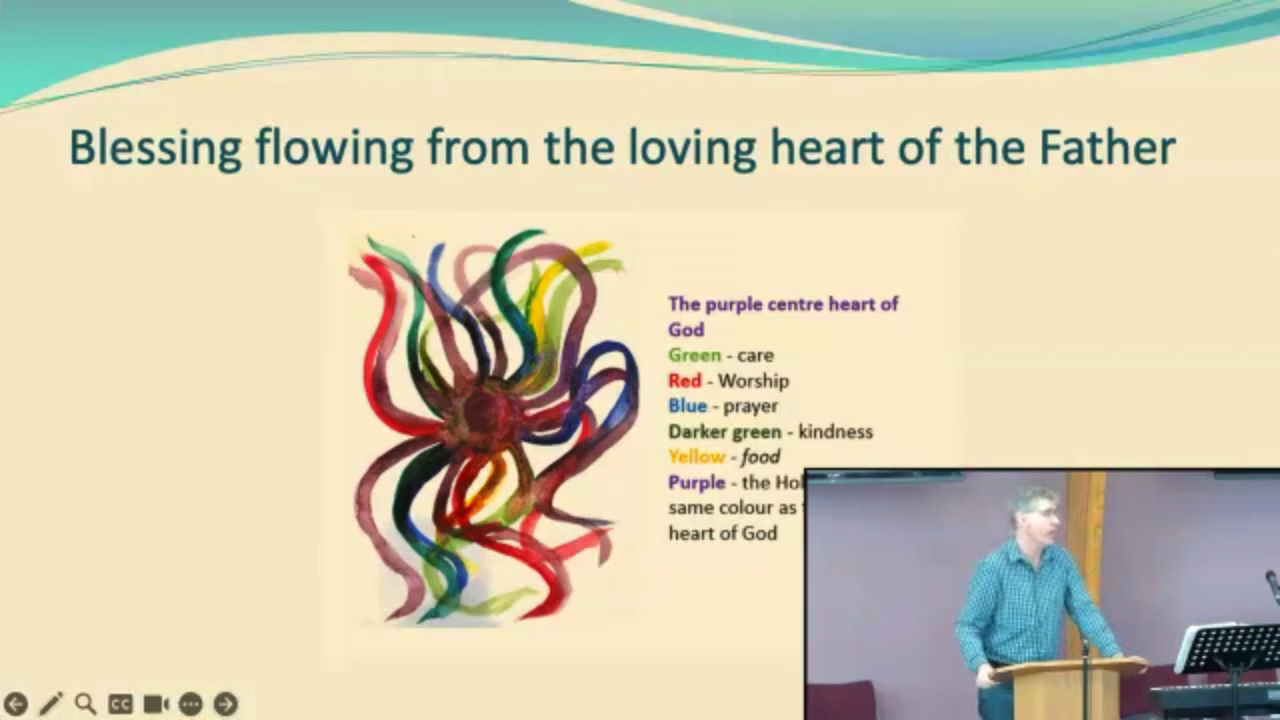 Blessing flowing from the loving heart of the Father
The purple centre heart of
God
Green - care
Red - Worship
Blue - prayer
Darker green - kindness
Yellow - food
Purple - the
same colour as
heart of God
CC